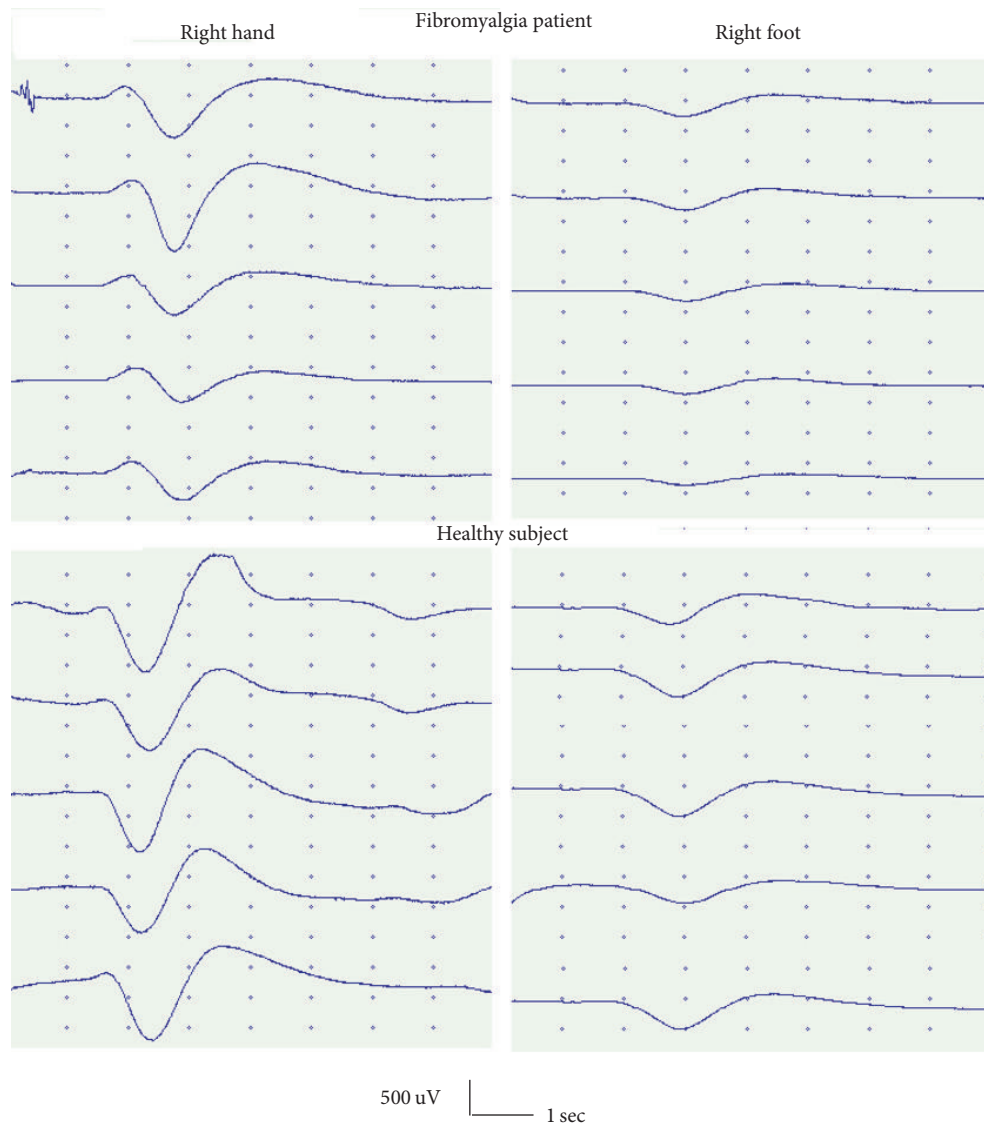 Fibromyalgia patient
Right hand
Right foot
Healthy subject
500 uV
1 sec